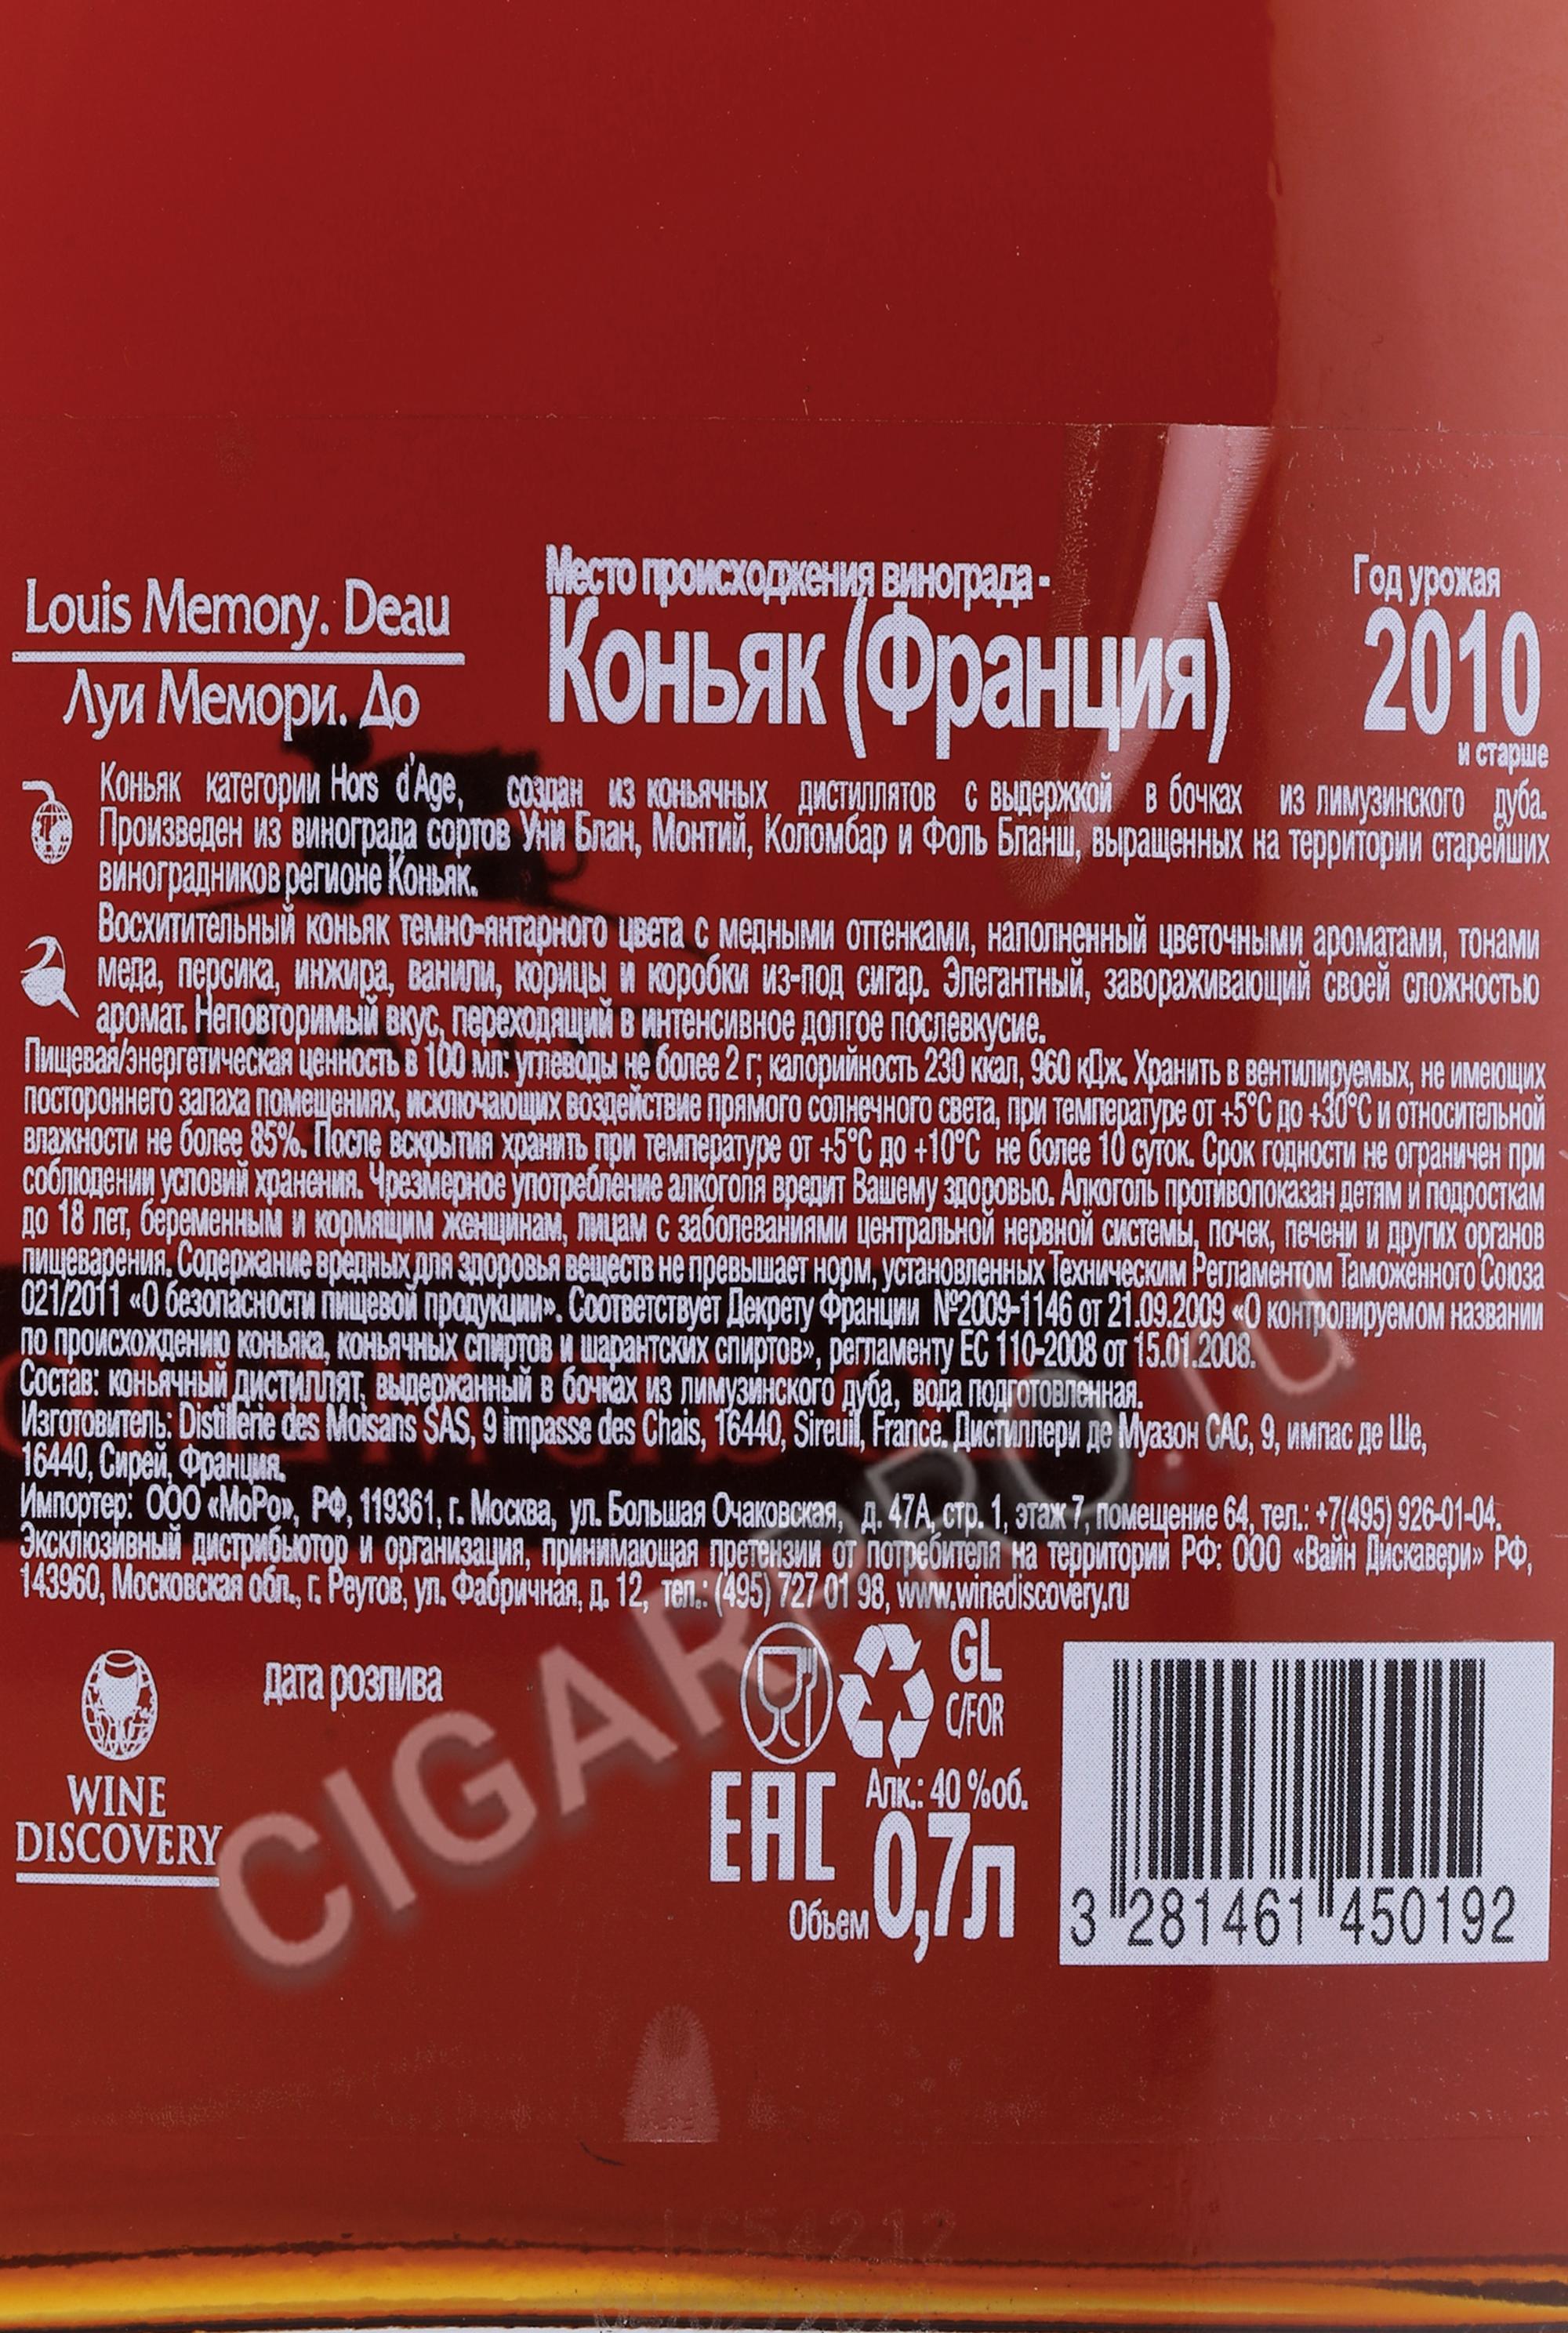 Louis Memory. Deau
Луи Мемори. До
Место происхождения винограда -
Коньяк (Франция)
Год урожая
2010
и старше
Коньяк категории Hors d'Age, создан из коньячных дистиллятов с выдержкой в бочках из лимузинского дуба.
Произведен из винограда сортов Уни Блан, Монтий, Коломбар и Фоль Бланш, выращенных на территории старейших
виноградников регионе Коньяк.
Восхитительный коньяк темно-янтарного цвета с медными оттенками, наполненный цветочными ароматами, тонами
меда, персика, инжира, ванили, корицы и коробки из-под сигар. Элегантный, завораживающий своей сложностью
аромат. Неповторимый вкус, переходящий в интенсивное долгое послевкусие.
Пищевая/энергетическая ценность в 100 мл: углеводы не более 2 г; калорийность 230 ккал, 960 кДж. Хранить в вентилируемых, не имеющих
постороннего запаха помещениях, исключающих воздействие прямого солнечного света, при температуре от +5°C до +30°C и относительной
влажности не более 85%. После вскрытия хранить при температуре от +5°C до +10°C не более 10 суток. Срок годности не ограничен при
соблюдении условий хранения. Чрезмерное употребление алкоголя вредит Вашему здоровью. Алкоголь противопоказан детям и подросткам
до 18 лет, беременным и кормящим женщинам, лицам с заболеваниями центральной нервной системы, почек, печени и других органов
пищеварения. Содержание вредных для здоровья веществ не превышает норм, установленных Техническим Регламентом Таможенного Союза
021/2011 «О безопасности пищевой продукции». Соответствует Декрету Франции №2009-1146 от 21.09.2009 «О контролируемом названии
по происхождению коньяка, коньячных спиртов и шарантских спиртов», регламенту ЕС 110-2008 от 15.01.2008.
Состав: коньячный дистиллят, выдержанный в бочках из лимузинского дуба, вода подготовленная.
Изготовитель: Distillerie des Moisans SAS, 9 impasse des Chais, 16440, Sireuil, France. Дистиллери де Муазон САС, 9, импас де Ше,
16440, Сирей, Франция.
Импортер: ООО «МоРо», РФ, 119361, г. Москва, ул. Большая Очаковская, д. 47А, стр. 1, этаж 7, помещение 64, тел.: +7(495) 926-01-04.
Эксклюзивный дистрибьютор и организация, принимающая претензии от потребителя на территории РФ: ООО «Вайн Дискавери» РФ,
143960, Московская обл., г. Реутов, ул. Фабричная, д. 12, тел.: (495) 727 01 98, www.winediscovery.ru
WINE
DISCOVERY
дата розлива
GL
C/FOR
EAC
Алк.: 40 %об.
Объем 0,7л
3 281461 450192
CIGARPRO.ru
LC54212